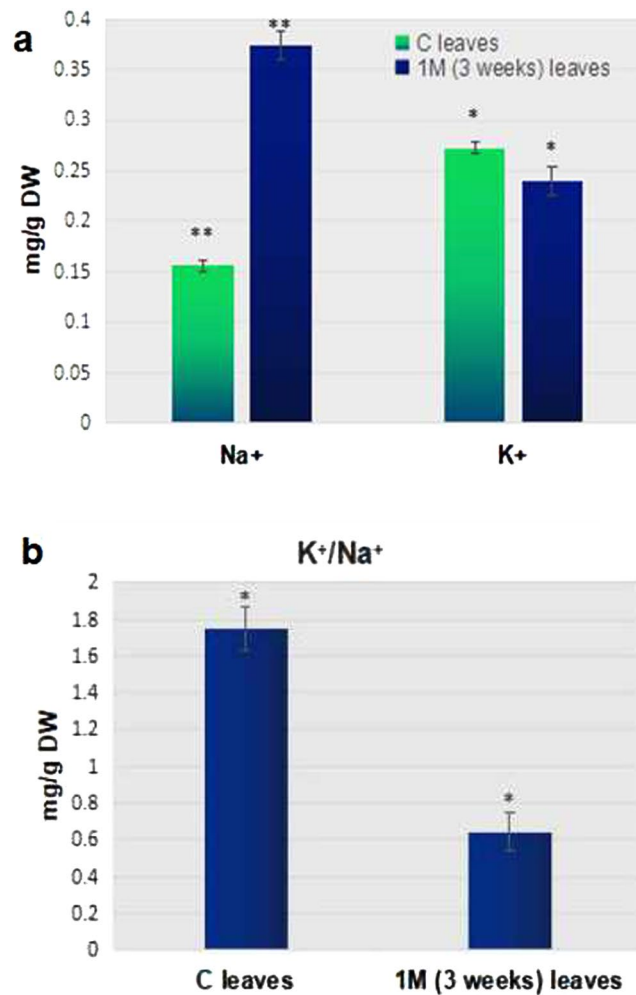 a
mg/g DW
0.4
0.35
0.3
0.25
0.2
0.15
0.1
0.05
0
**
**
*
*
C leaves
1M (3 weeks) leaves
Na+
K+
b
K+/Na+
mg/g DW
2
1.8
1.6
1.4
1.2
1
0.8
0.6
0.4
0.2
0
*
*
C leaves
1M (3 weeks) leaves